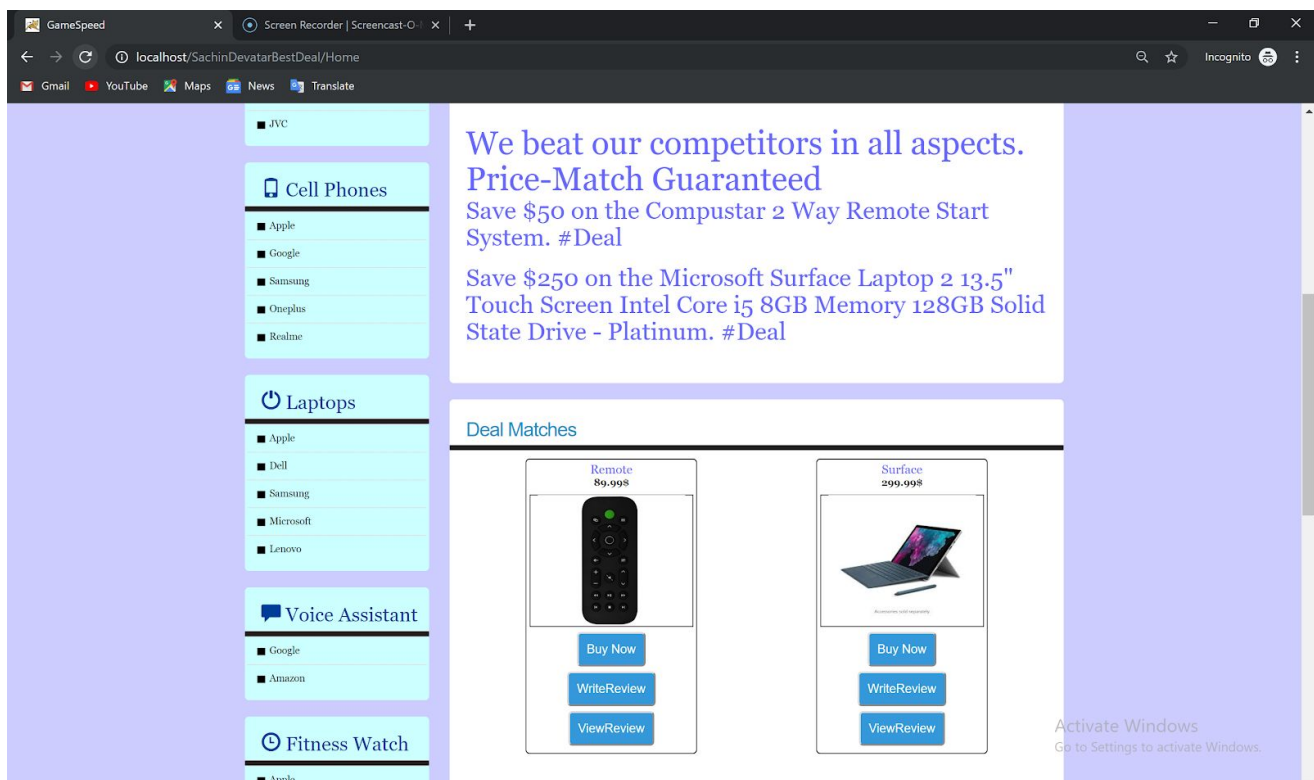 GameSpeed
Screen Recorder | Screencast-O-
localhost/SachinDevatarBestDeal/Home
Incognito
Gmail
YouTube
Maps
News
Translate
JVC
Cell Phones
Apple
Google
Samsung
Oneplus
Realme
Laptops
Apple
Dell
Samsung
Microsoft
Lenovo
Voice Assistant
Google
Amazon
Fitness Watch
Apple
We beat our competitors in all aspects.
Price-Match Guaranteed
Save $50 on the Compustar 2 Way Remote Start
System. #Deal
Save $250 on the Microsoft Surface Laptop 2 13.5"
Touch Screen Intel Core i5 8GB Memory 128GB Solid
State Drive - Platinum. #Deal
Deal Matches
Remote
89.99$
Buy Now
WriteReview
ViewReview
Surface
299.99$
Accessories sold separately
Buy Now
WriteReview
ViewReview
Activate Windows
Go to Settings to activate Windows.